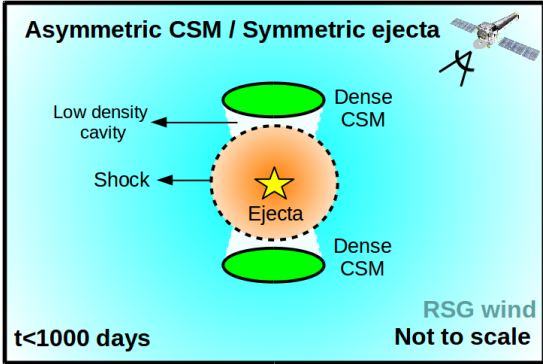 Asymmetric CSM / Symmetric ejecta
Dense
CSM
Low density
cavity
Shock
Ejecta
Dense
CSM
RSG wind
t<1000 days
Not to scale